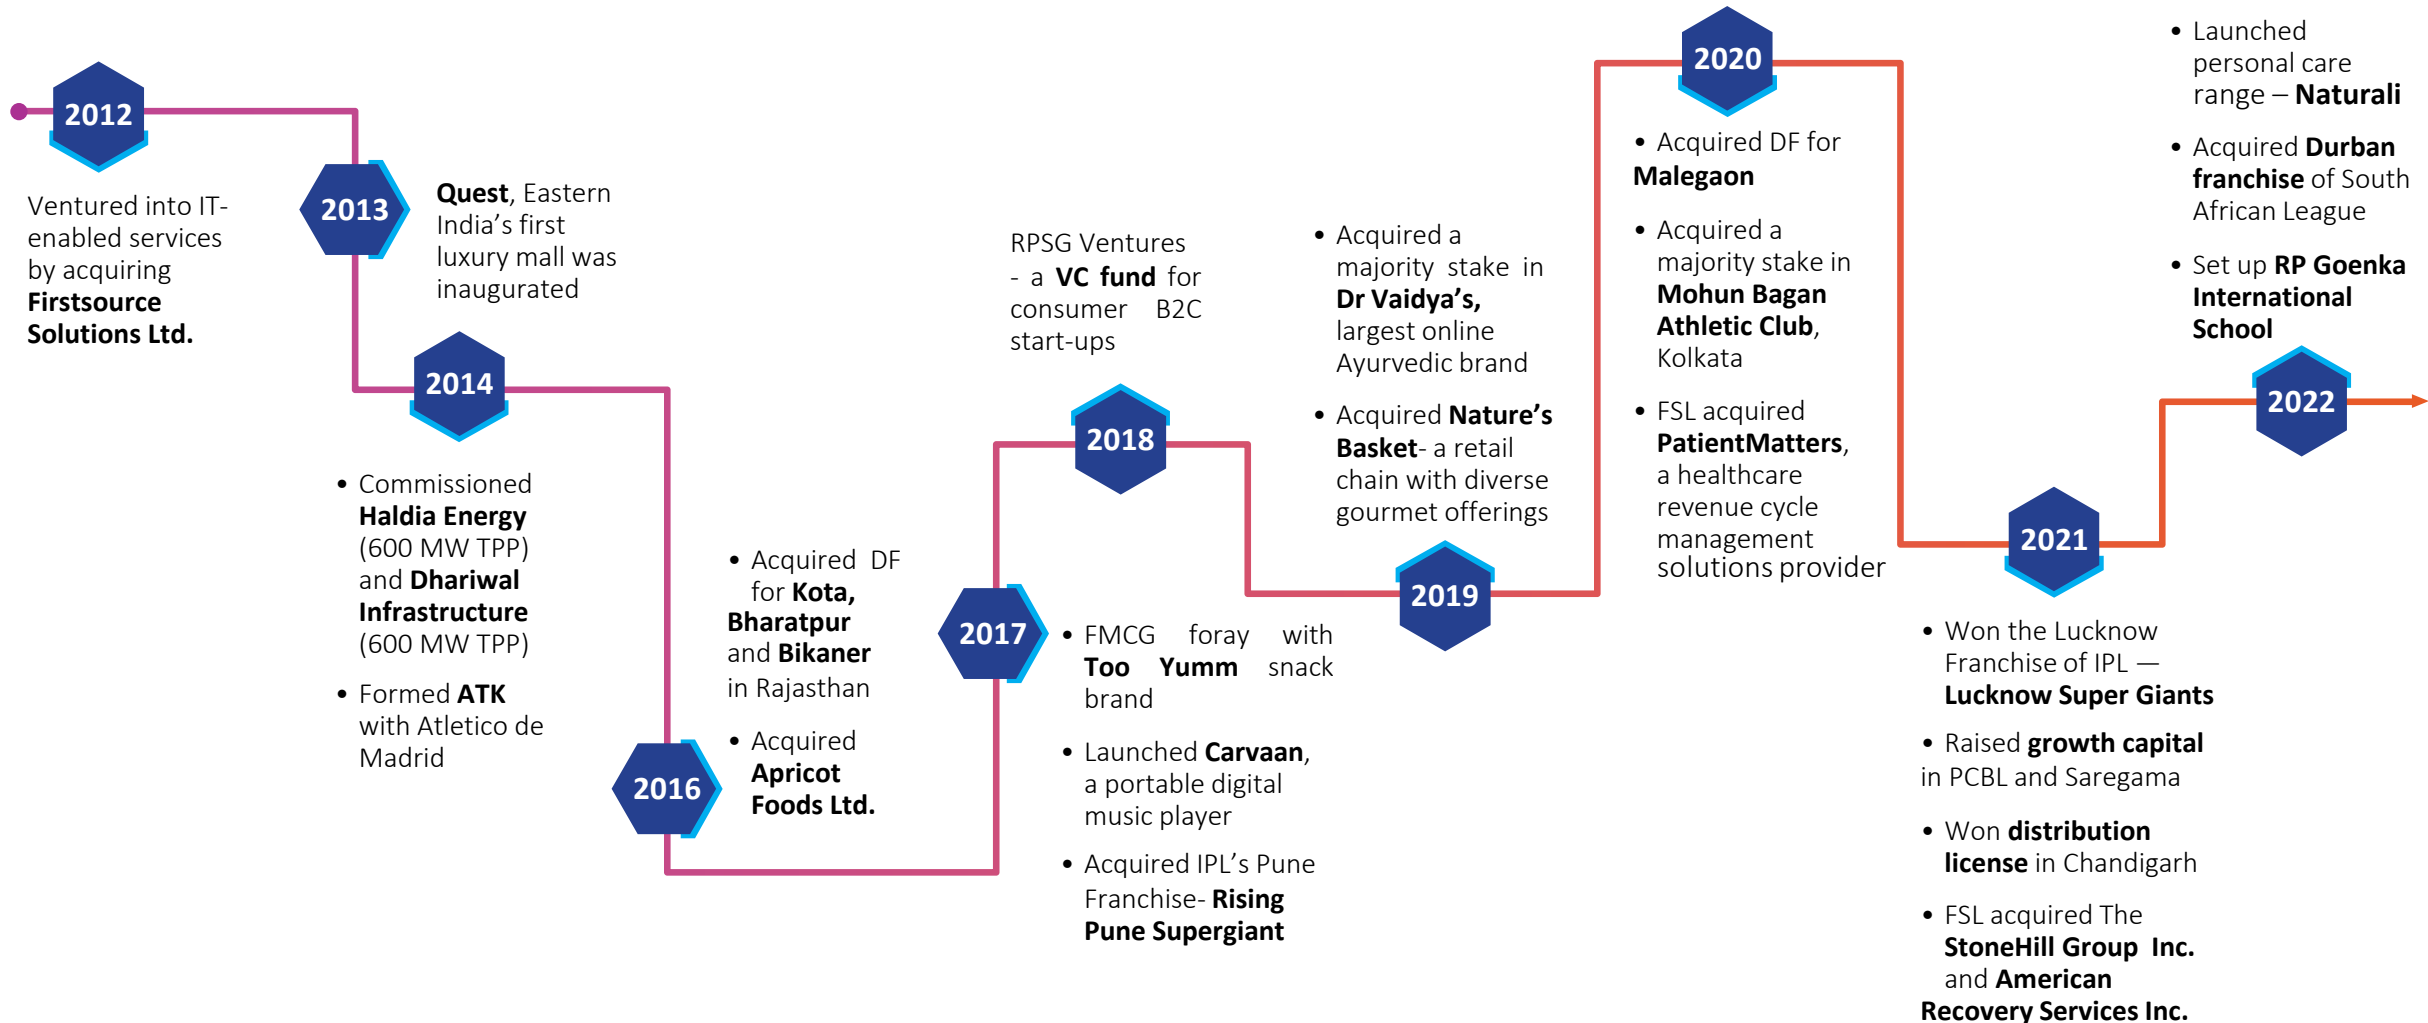 2012
Ventured into IT-
enabled services
by acquiring
Firstsource
Solutions Ltd.
2013
Quest, Eastern
India’s first
luxury mall was
inaugurated
2014
• Commissioned
Haldia Energy
(600 MW TPP)
and Dhariwal
Infrastructure
(600 MW TPP)
• Formed ATK
with Atletico de
Madrid
2016
• Acquired DF
for Kota,
Bharatpur
and Bikaner
in Rajasthan
• Acquired
Apricot
Foods Ltd.
2017
• FMCG foray with
Too Yumm snack
brand
• Launched Carvaan,
a portable digital
music player
• Acquired IPL’s Pune
Franchise- Rising
Pune Supergiant
RPSG Ventures
- a VC fund for
consumer B2C
start-ups
2018
• Acquired a
majority stake in
Dr Vaidya’s,
largest online
Ayurvedic brand
• Acquired Nature’s
Basket- a retail
chain with diverse
gourmet offerings
2019
2020
• Acquired DF for
Malegaon
• Acquired a
majority stake in
Mohun Bagan
Athletic Club,
Kolkata
• FSL acquired
PatientMatters,
a healthcare
revenue cycle
management
solutions provider
2021
• Won the Lucknow
Franchise of IPL —
Lucknow Super Giants
• Raised growth capital
in PCBL and Saregama
• Won distribution
license in Chandigarh
• FSL acquired The
StoneHill Group Inc.
and American
Recovery Services Inc.
• Launched
personal care
range – Naturali
• Acquired Durban
franchise of South
African League
• Set up RP Goenka
International
School
2022